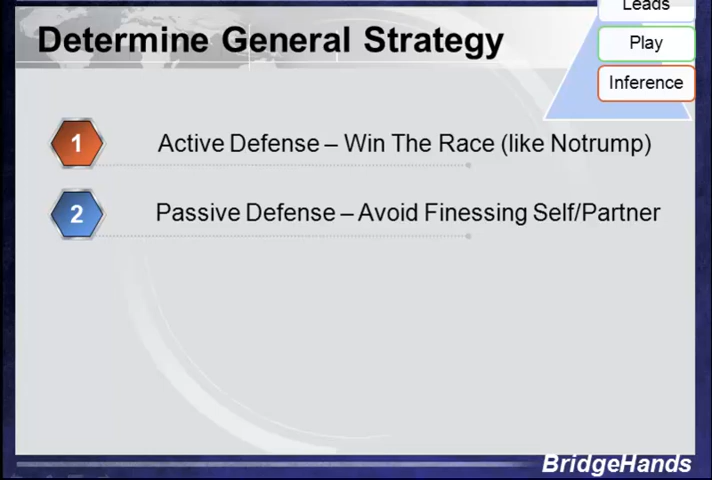 Determine General Strategy
Leads
Play
Inference
1 Active Defense – Win The Race (like Notrump)
2 Passive Defense – Avoid Finessing Self/Partner
BridgeHands